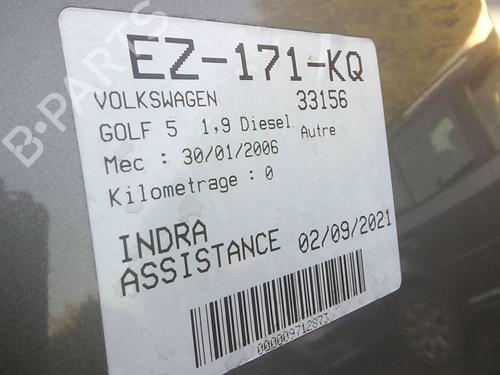 EZ-171-KQ
VOLKSWAGEN 33156
GOLF 5 1,9 Diesel Autre
Mec : 30/01/2006
Kilometrage : 0
INDRA
ASSISTANCE 02/09/2021
0000009712873
B-PARTS